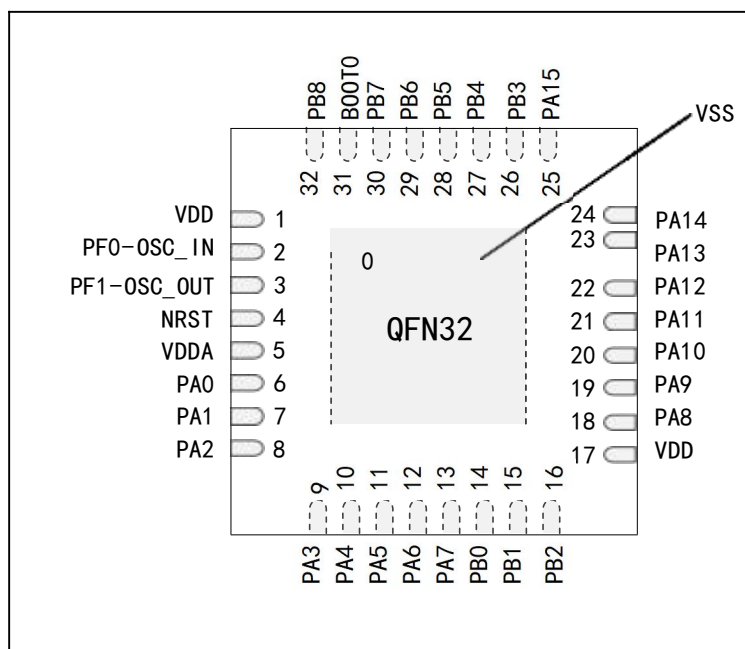 PB8 BOOT0 PB7 PB6 PB5 PB4 PB3 PA15
VSS
32 31 30 29 28 27 26 25
VDD 1
PF0-OSC_IN 2
PF1-OSC_OUT 3
NRST 4
VDDA 5
PA0 6
PA1 7
PA2 8
0
QFN32
24 PA14
23 PA13
22 PA12
21 PA11
20 PA10
19 PA9
18 PA8
17 VDD
9 10 11 12 13 14 15 16
PA3 PA4 PA5 PA6 PA7 PB0 PB1 PB2